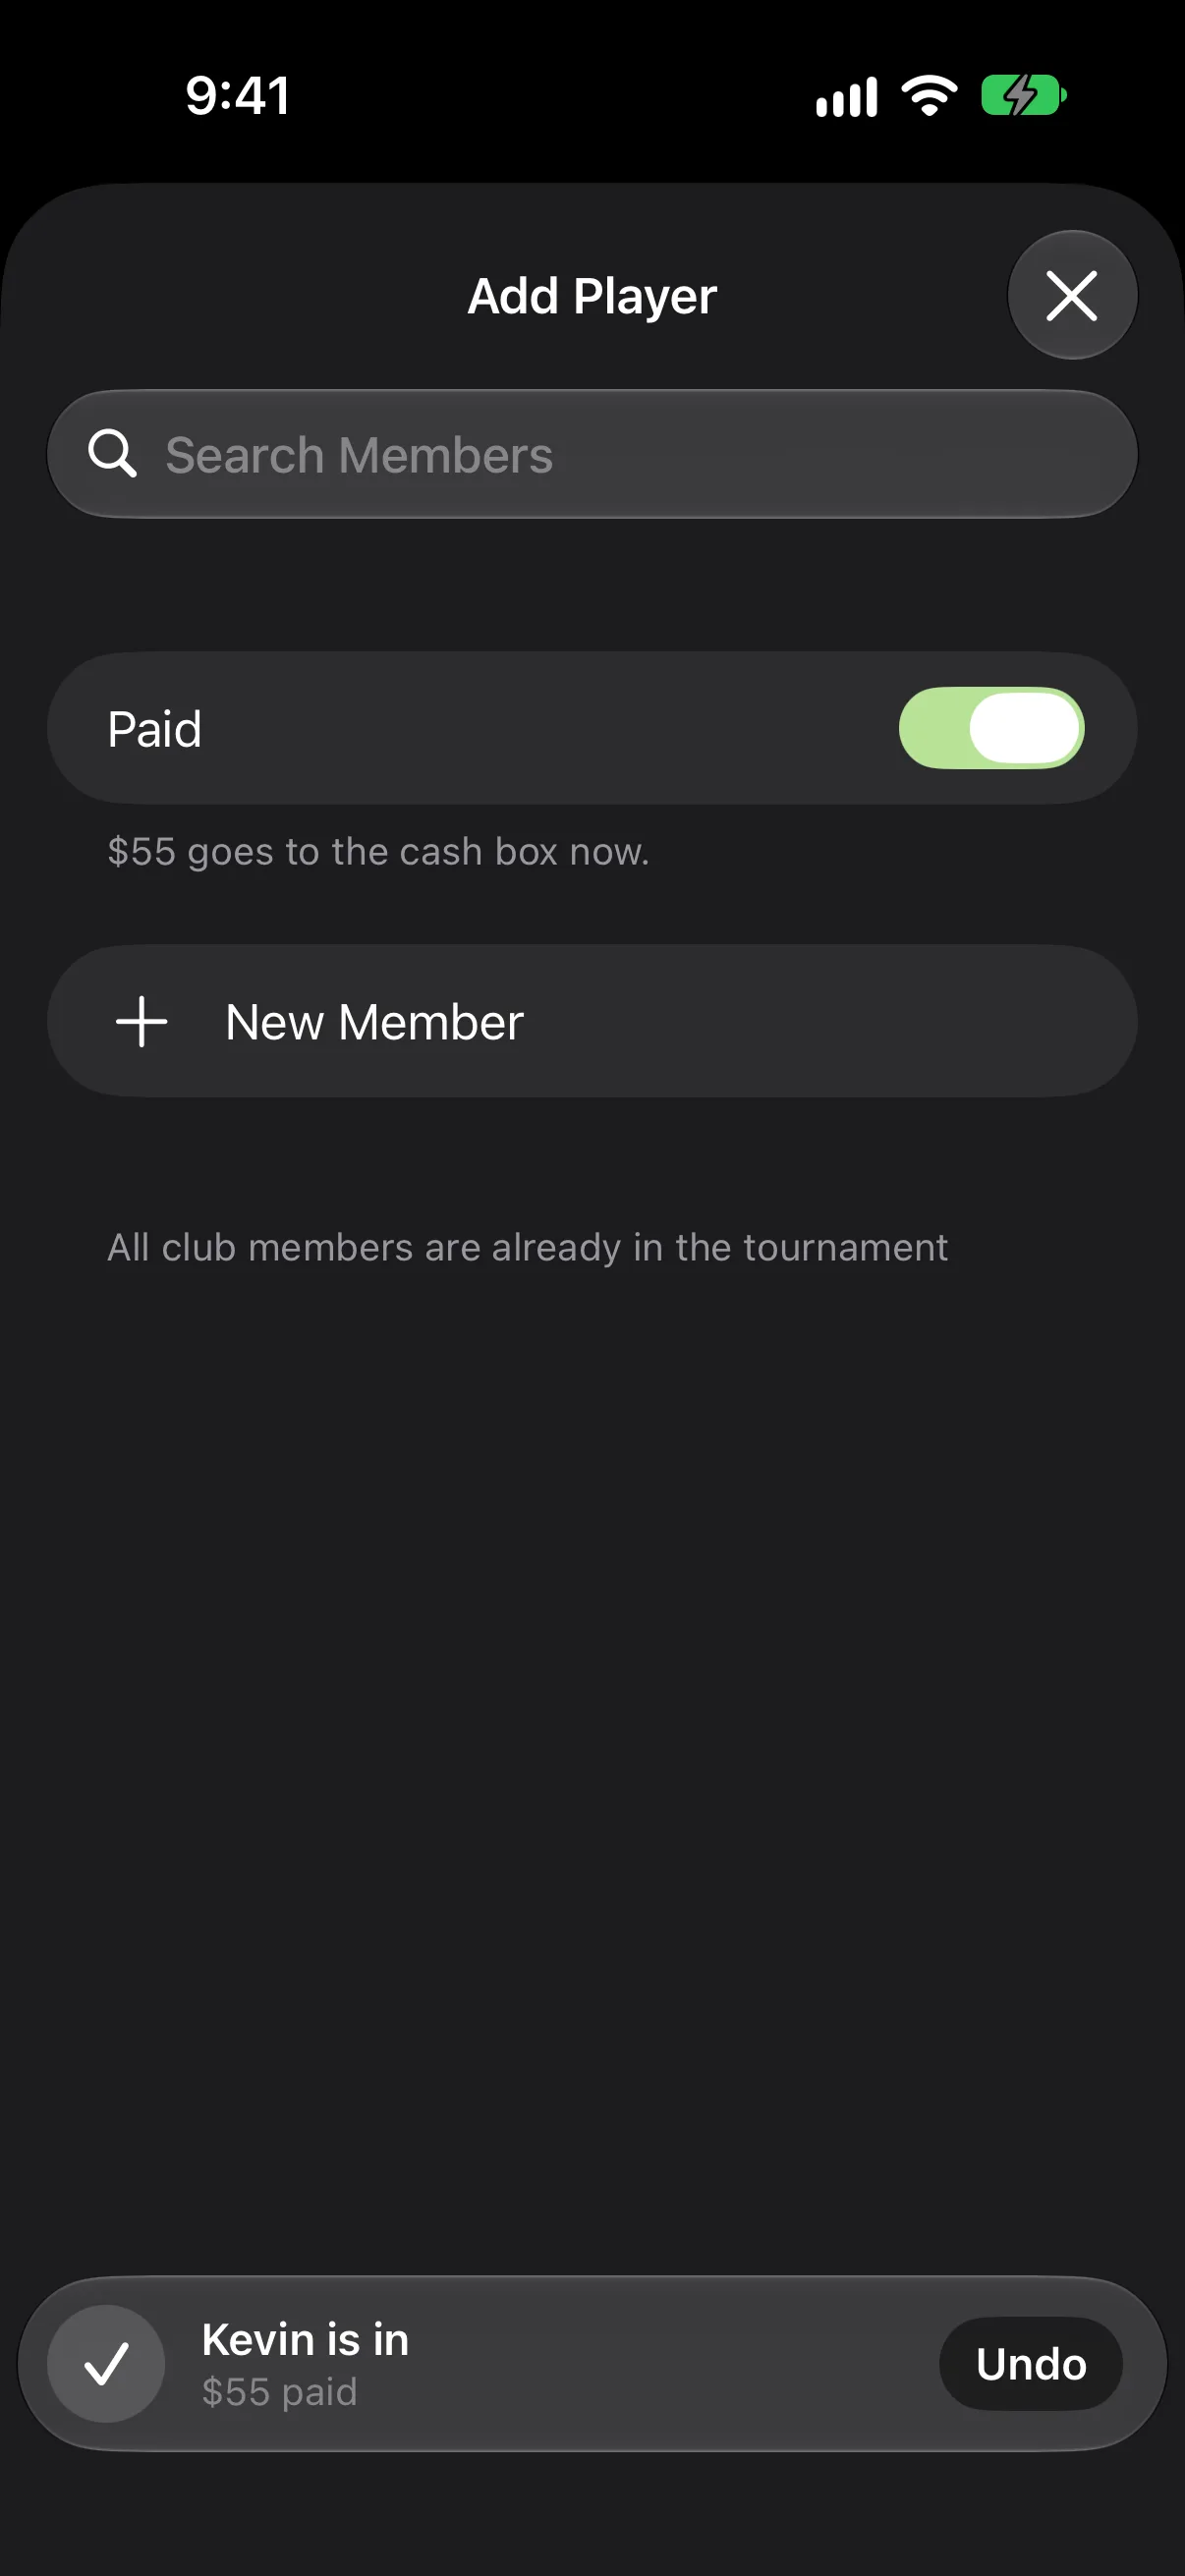 9:41
Add Player
Search Members
Paid
$55 goes to the cash box now.
New Member
All club members are already in the tournament
Kevin is in
$55 paid
Undo